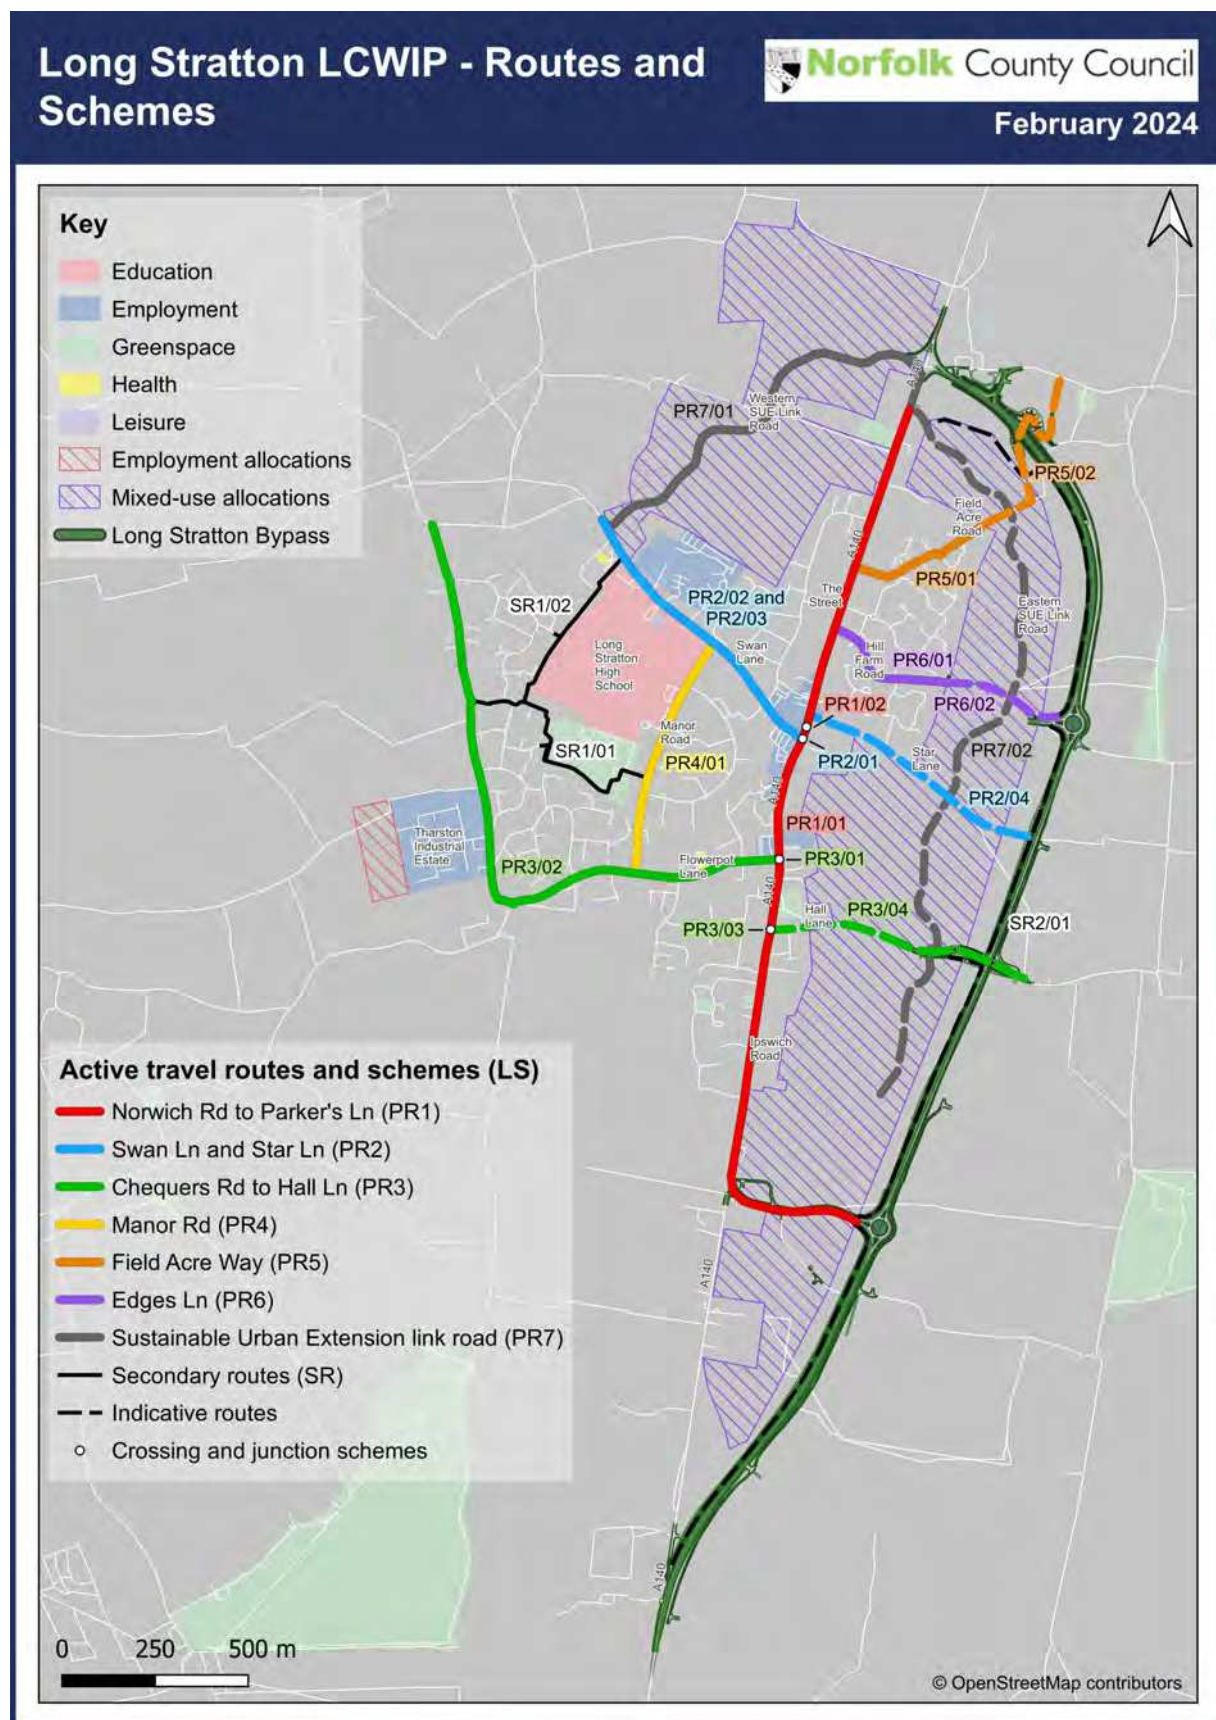 Long Stratton LCWIP - Routes and
Schemes
Norfolk County Council
February 2024
Key
Education
Employment
Greenspace
Health
Leisure
Employment allocations
Mixed-use allocations
Long Stratton Bypass
A140
Western
SUE Link
Road
PR7/01
PR5/02
Field
Acre
Road
A140
PR5/01
The
Street
PR2/02 and
PR2/03
SR1/02
Eastern
SUE Link
Road
Long
Stratton
High
School
Swan
Lane
Hill
Farm
Road
PR6/01
PR6/02
PR1/02
Manor
Road
SR1/01
PR4/01
PR2/01
Star
Lane
PR7/02
A140
PR2/04
PR1/01
Tharston
Industrial
Estate
PR3/02
Flowerpot
Lane
PR3/01
A140
Hall
Lane
PR3/04
PR3/03
SR2/01
Ipswich
Road
Active travel routes and schemes (LS)
Norwich Rd to Parker's Ln (PR1)
Swan Ln and Star Ln (PR2)
Chequers Rd to Hall Ln (PR3)
Manor Rd (PR4)
Field Acre Way (PR5)
Edges Ln (PR6)
Sustainable Urban Extension link road (PR7)
Secondary routes (SR)
Indicative routes
Crossing and junction schemes
A140
A140
0 250 500 m
© OpenStreetMap contributors